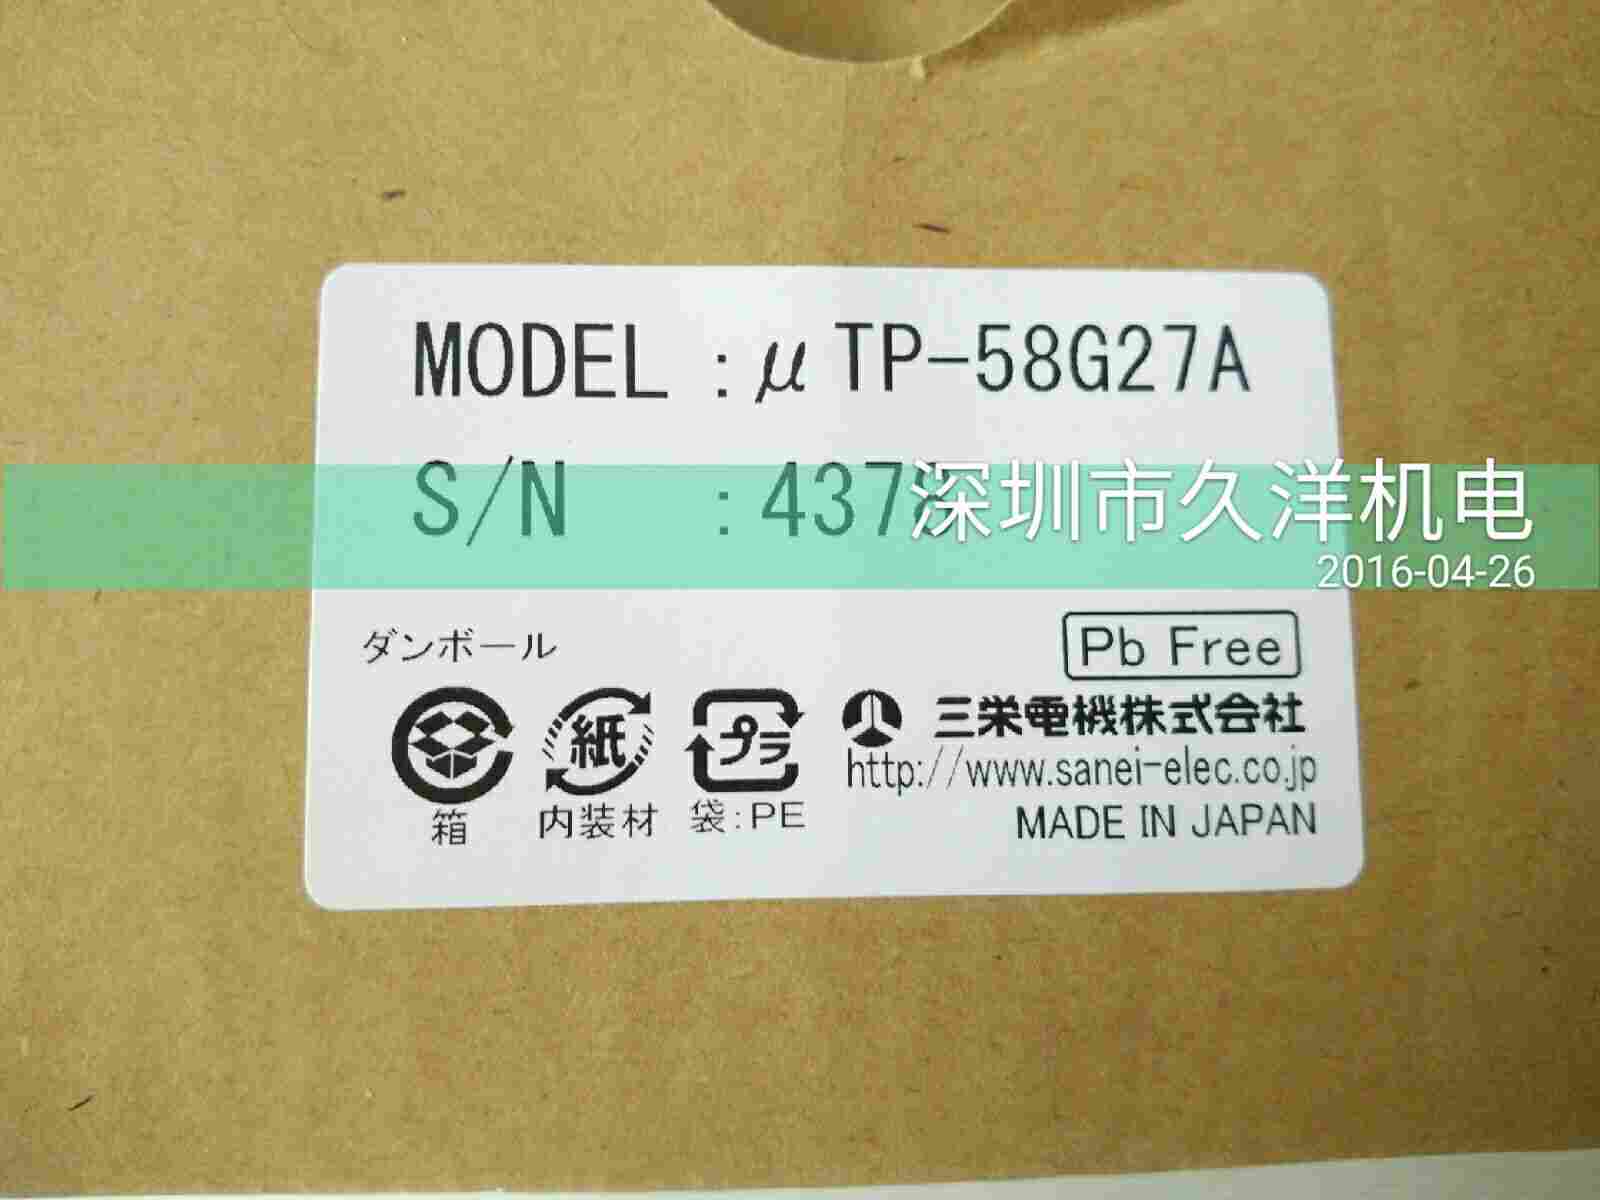 MODEL : μ TP-58G27A
S/N : 4378
深圳市久洋机电
2016-04-26
ダンボール
Pb Free
紙
プラ
三栄電機株式会社
http://www.sanei-elec.co.jp
箱 内装材 袋:PE
MADE IN JAPAN